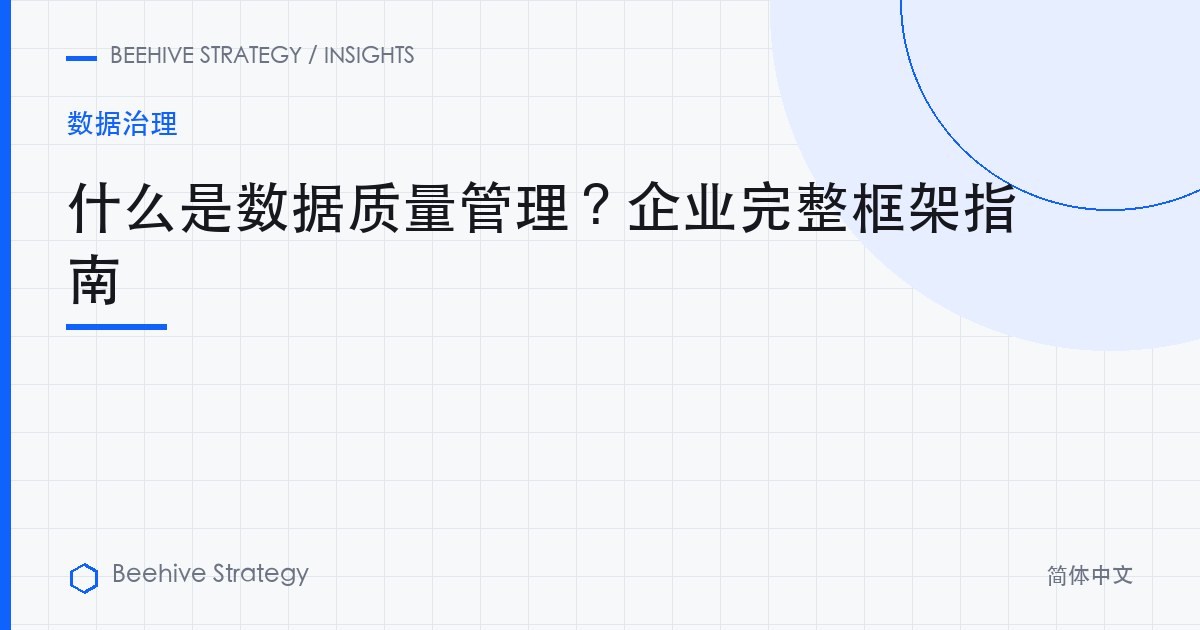 BEEHIVE STRATEGY / INSIGHTS
数据治理
什么是数据质量管理？企业完整框架指
南
Beehive Strategy
简体中文